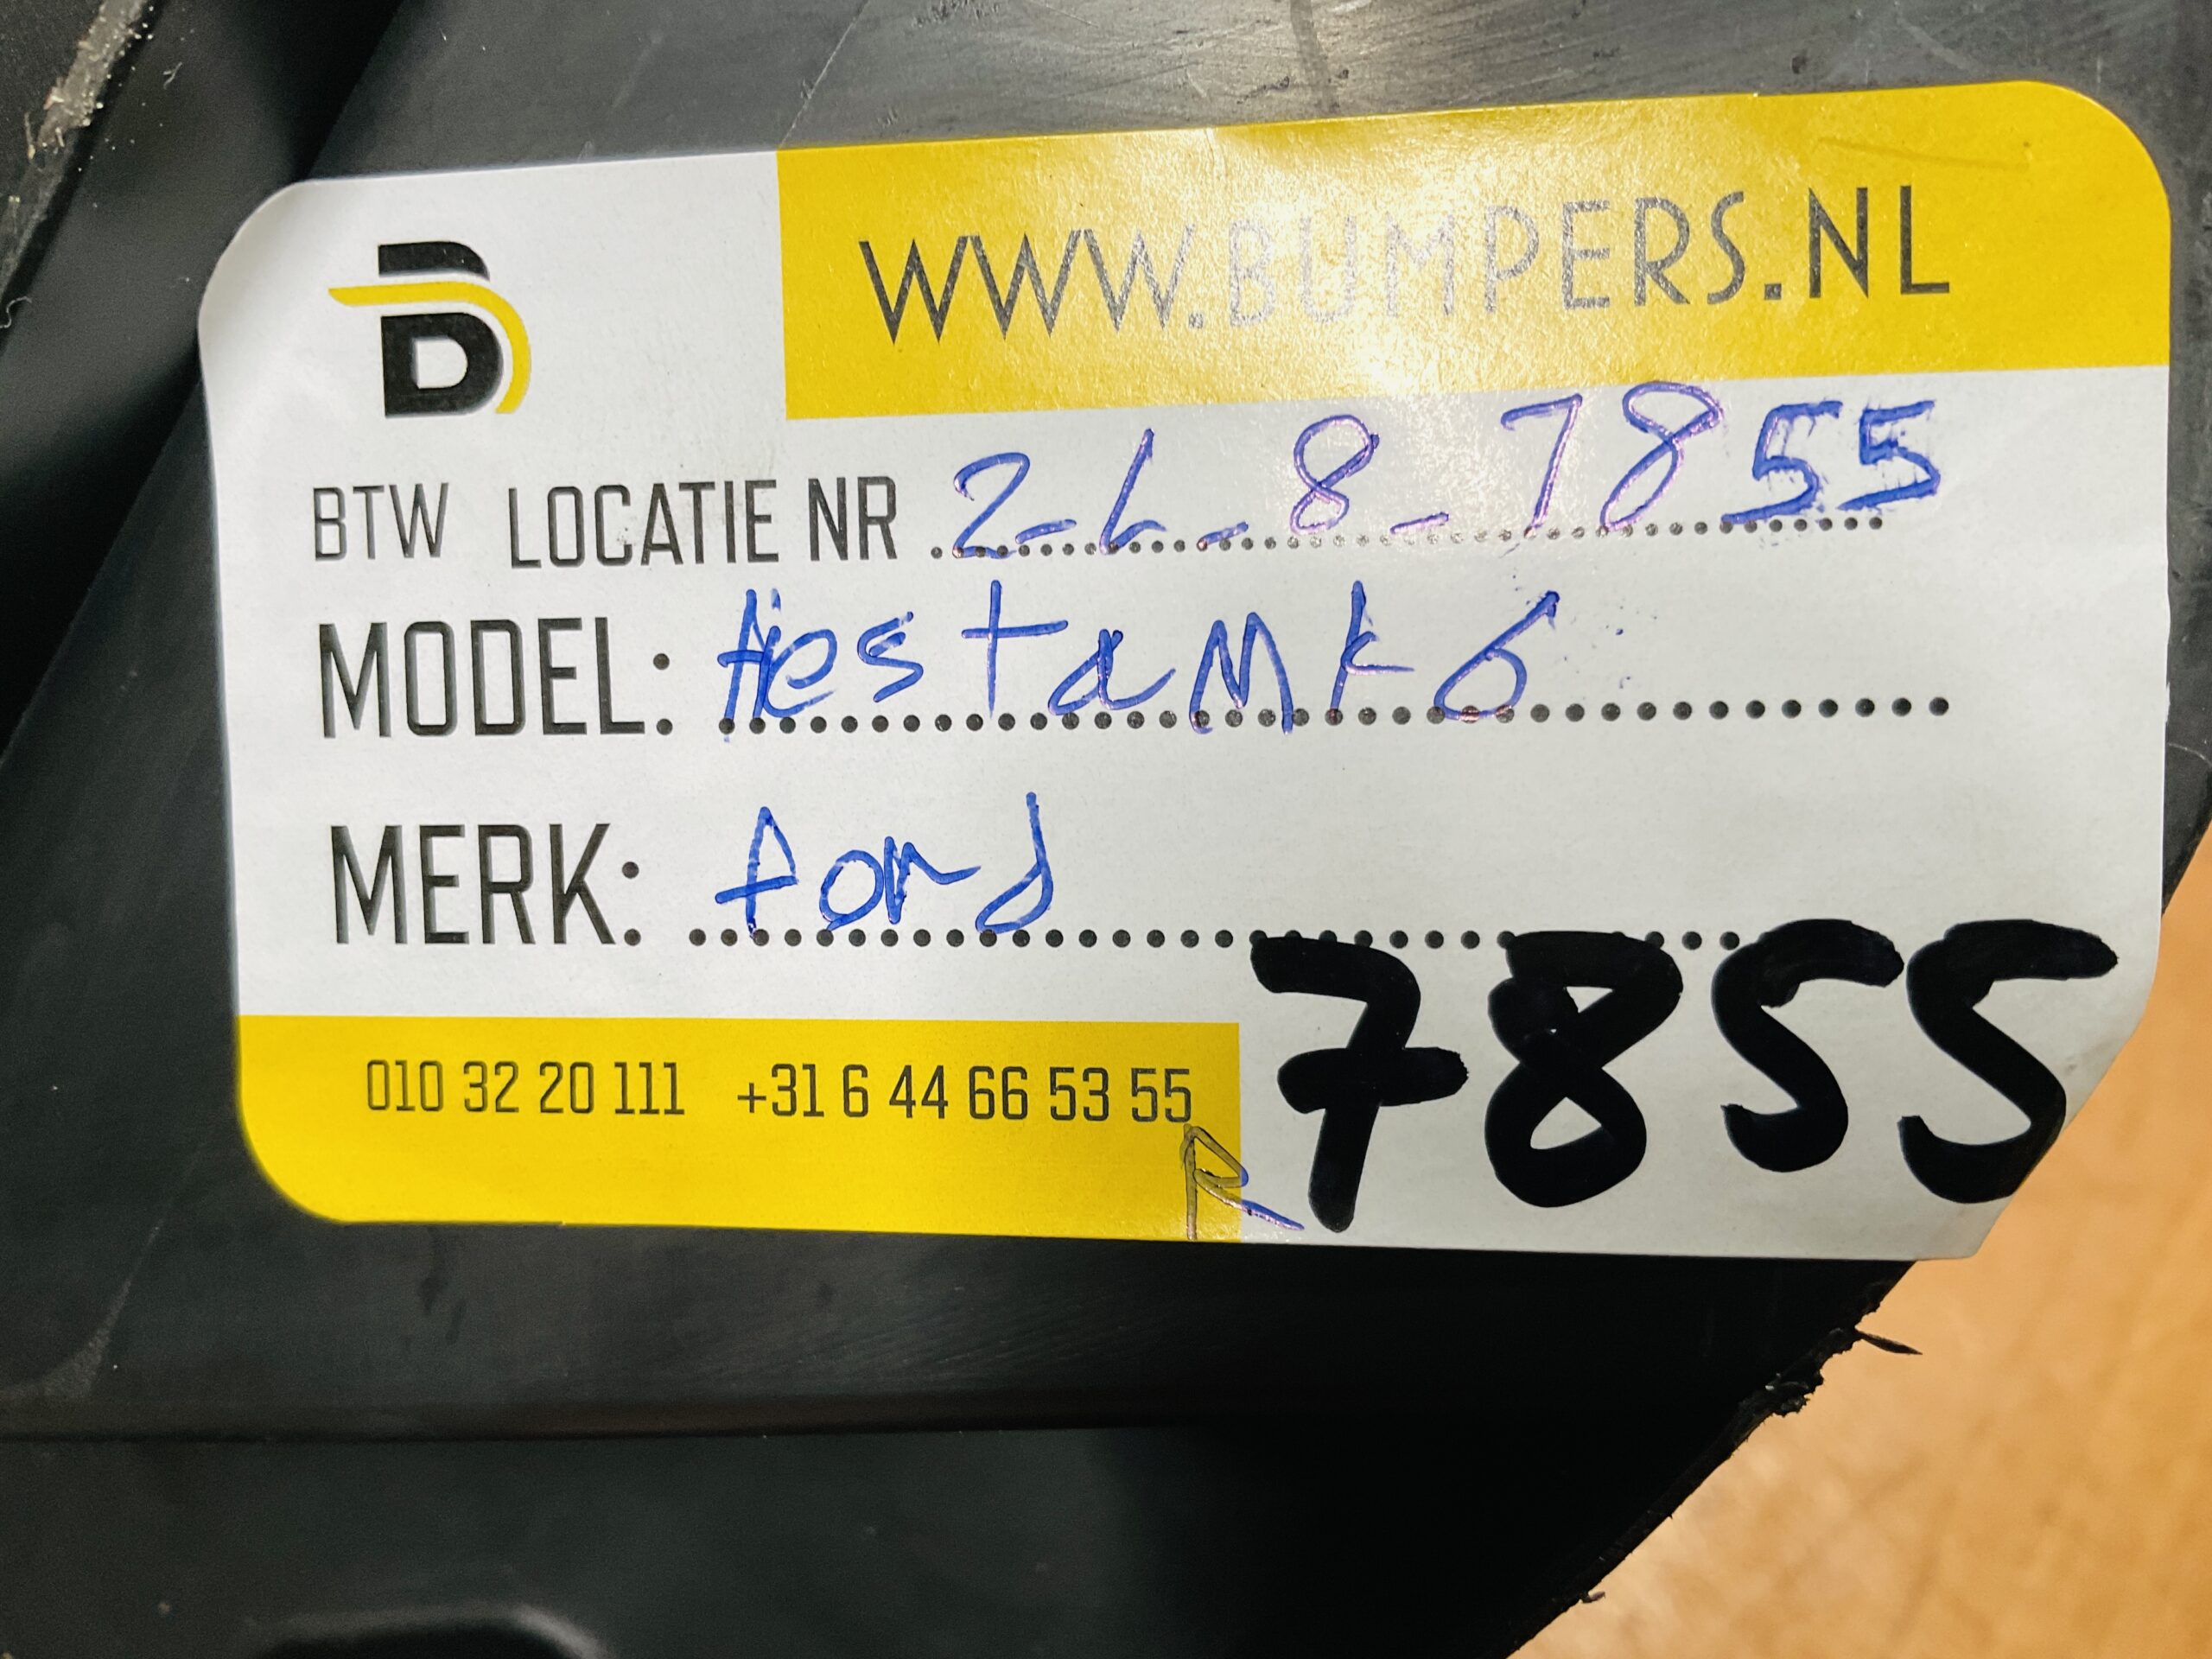 B
WWW.BUMPERS.NL
BTW LOCATIE NR 2-L-8-7855
MODEL: fiesta Mk6
MERK: ford
7855
010 32 20 111 +31 6 44 66 53 55
R